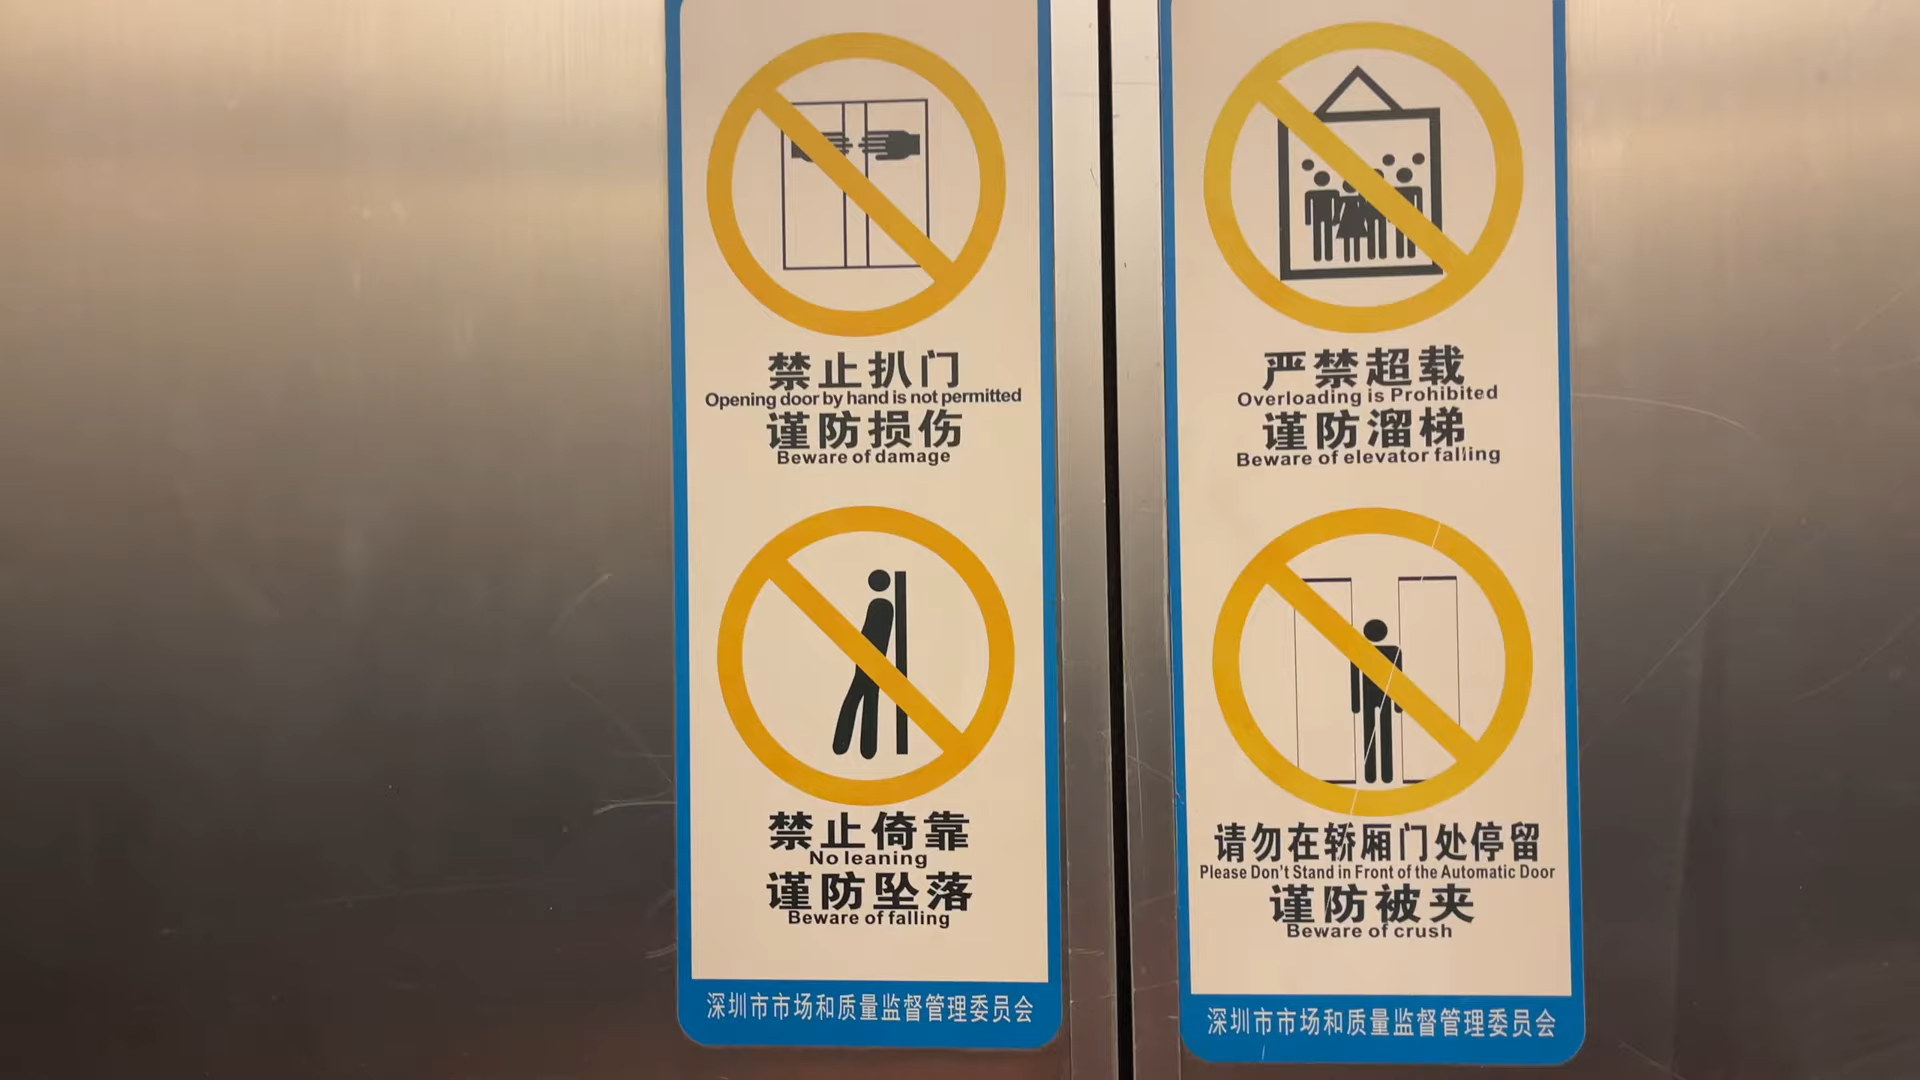 禁止扒门
Opening door by hand is not permitted
谨防损伤
Beware of damage
禁止倚靠
No leaning
谨防坠落
Beware of falling
深圳市市场和质量监督管理委员会
严禁超载
Overloading is Prohibited
谨防溜梯
Beware of elevator falling
请勿在轿厢门处停留
Please Don't Stand in Front of the Automatic Door
谨防被夹
Beware of crush
深圳市市场和质量监督管理委员会